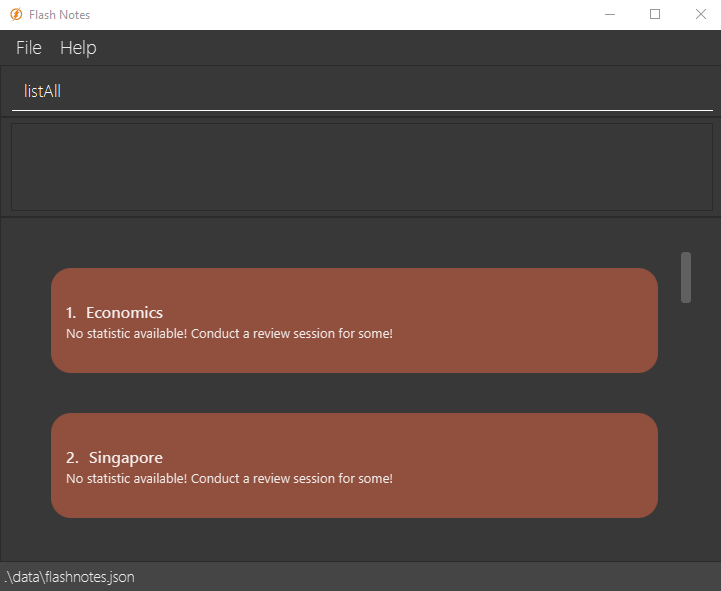 Flash Notes
File Help
listAll
1. Economics
No statistic available! Conduct a review session for some!
2. Singapore
No statistic available! Conduct a review session for some!
.\data\flashnotes.json